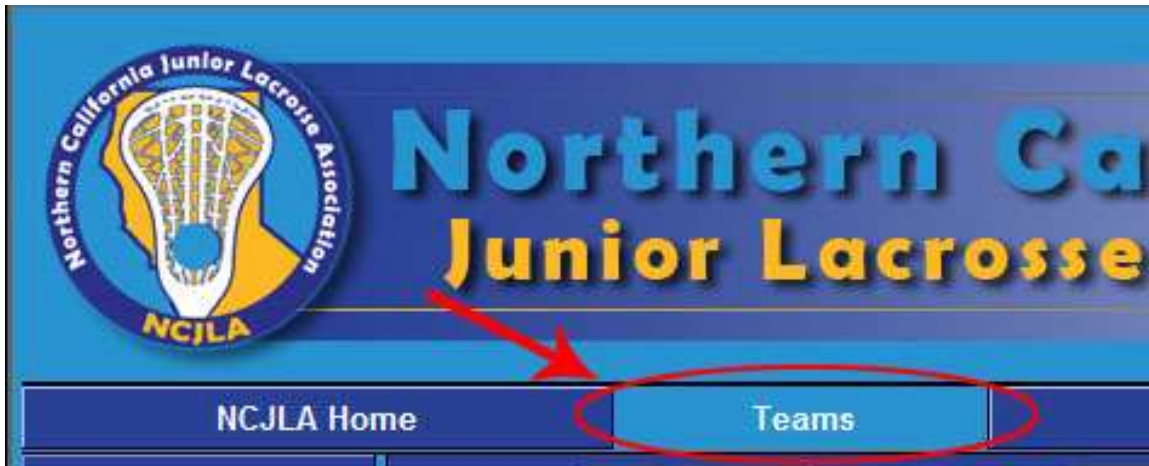 Northern California Junior Lacrosse Association
NCJLA
Northern Ca
Junior Lacrosse
NCJLA Home
Teams